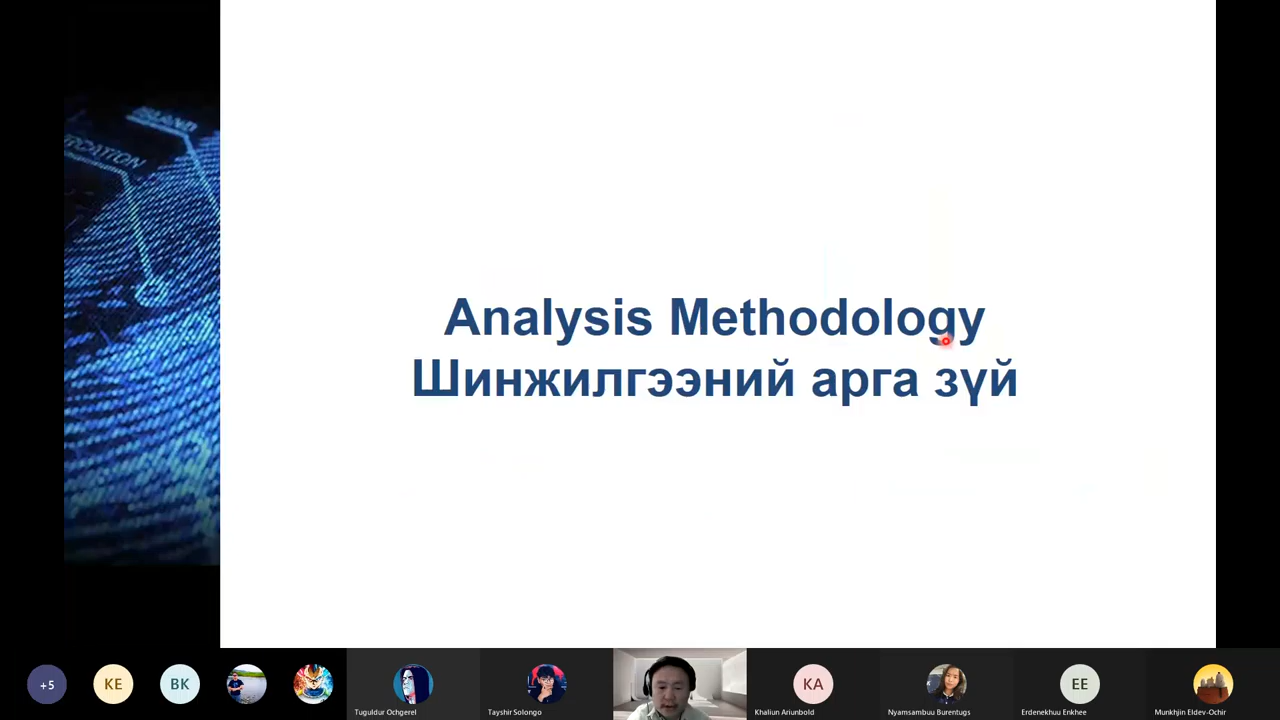 ISLAND
Analysis Methodology
Шинжилгээний арга зүй
+5
KE
BK
Tuguldur Ochgerel
Tayshir Solongo
KA
Khaliun Ariunbold
Nyamsambuu Burentugs
EE
Erdenekhuu Enkhee
Munkhjin Eldev-Ochir